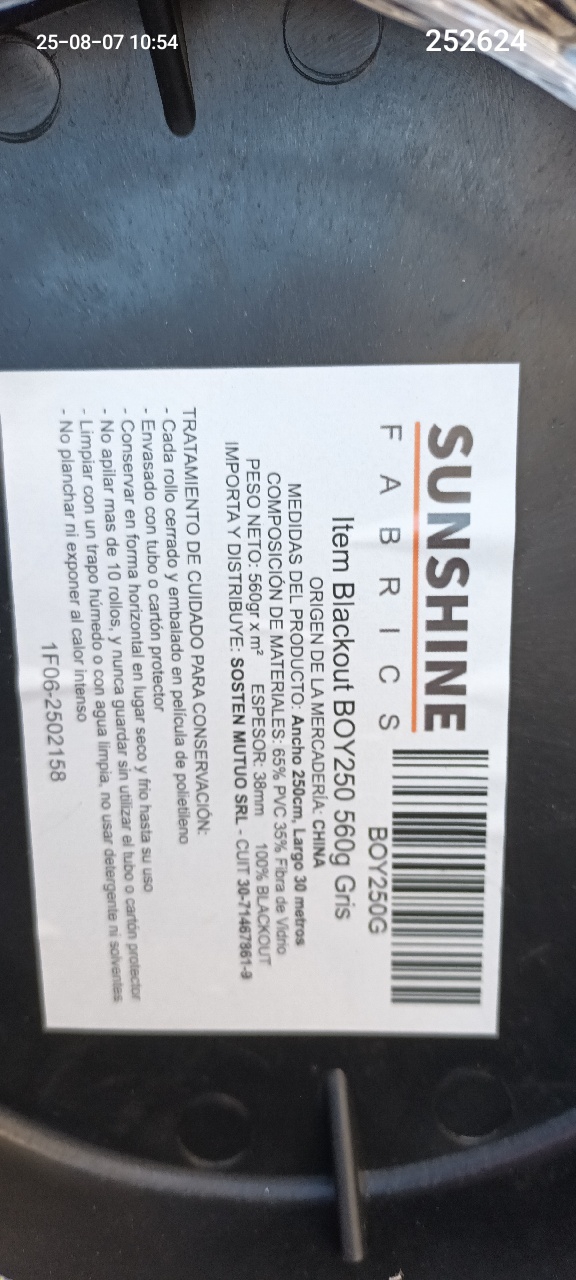 25-08-07 10:54
252624
SUNSHINE
FABRICS
BOY250G
Item Blackout BOY250 560g Gris
ORIGEN DE LA MERCADERÍA: CHINA
MEDIDAS DEL PRODUCTO: Ancho 250cm, Largo 30 metros
COMPOSICIÓN DE MATERIALES: 65% PVC 35% Fibra de Vidrio
PESO NETO: 560gr x m² ESPESOR: 38mm 100% BLACKOUT
IMPORTA Y DISTRIBUYE: SOSTEN MUTUO SRL - CUIT 30-71467861-9
TRATAMIENTO DE CUIDADO PARA CONSERVACIÓN:
- Cada rollo cerrado y embalado en película de polietileno
- Envasado con tubo o cartón protector
- Conservar en forma horizontal en lugar seco y frio hasta su uso
- No apilar mas de 10 rollos, y nunca guardar sin utilizar el tubo o cartón protector
- Limpiar con un trapo húmedo o con agua limpia, no usar detergente ni solventes
- No planchar ni exponer al calor intenso
1F06-2502158